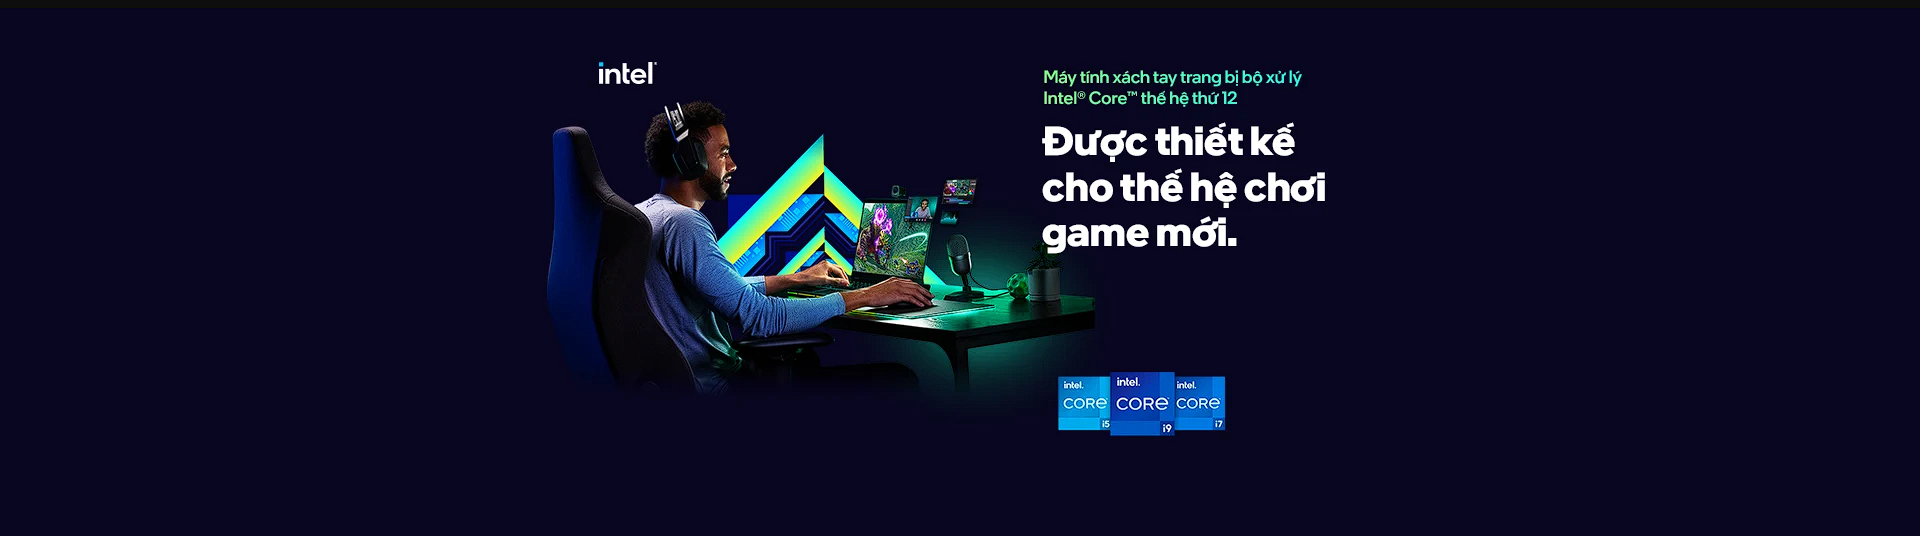 intel
Máy tính xách tay trang bị bộ xử lý
Intel® Core™ thế hệ thứ 12
Được thiết kế
cho thế hệ chơi
game mới.
intel.
CORE
i5
intel.
CORE
i9
intel.
CORE
i7